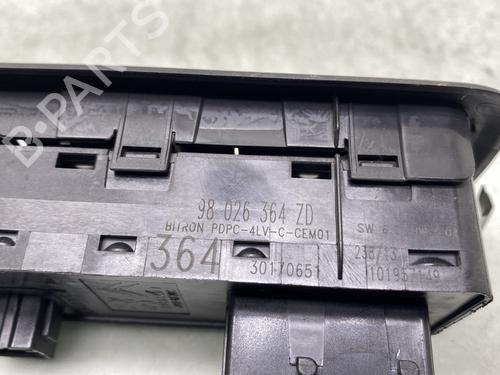 B-PARTS
98 026 364 ZD
BITRON PDPC-4LV-C-CEM01
SW 6
364
30170651
238/13
101957149